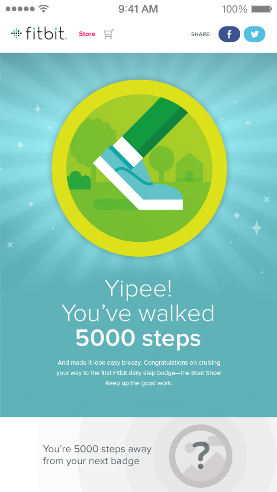 9:41 AM 100%
fitbit. Store SHARE:
Yipee!
You've walked
5000 steps
And made it look easy breezy. Congratulations on cruising
your way to the first Fitbit daily step badge—the Boat Shoe!
Keep up the good work.
You're 5000 steps away
from your next badge
?